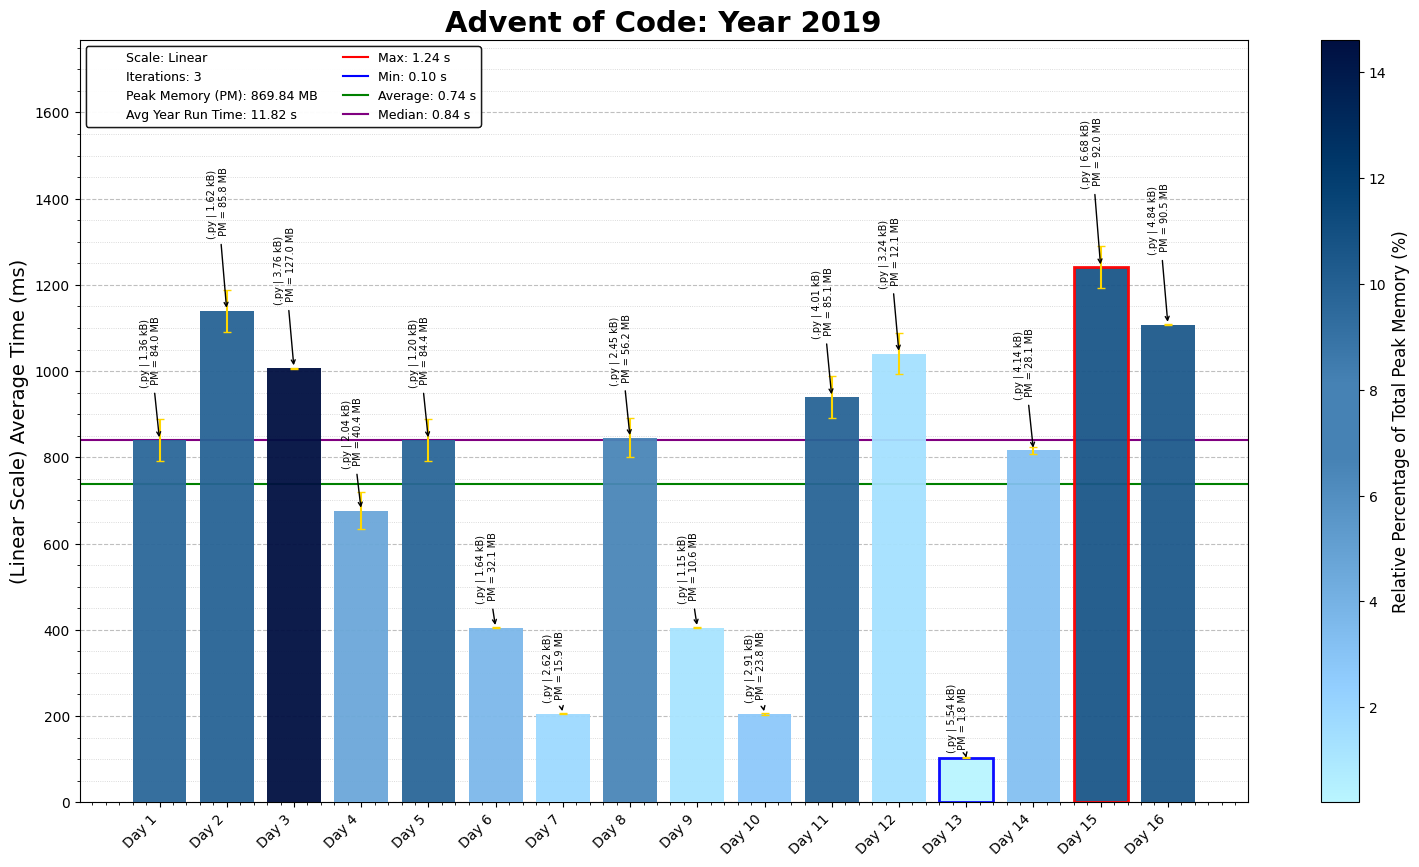 Advent of Code: Year 2019
Scale: Linear
Iterations: 3
Peak Memory (PM): 869.84 MB
Avg Year Run Time: 11.82 s
Max: 1.24 s
Min: 0.10 s
Average: 0.74 s
Median: 0.84 s
(Linear Scale) Average Time (ms)
1600
1400
1200
1000
800
600
400
200
0
(.py | 1.36 kB)
PM = 84.0 MB
(.py | 1.62 kB)
PM = 85.8 MB
(.py | 3.76 kB)
PM = 127.0 MB
(.py | 2.04 kB)
PM = 40.4 MB
(.py | 1.20 kB)
PM = 84.4 MB
(.py | 1.64 kB)
PM = 32.1 MB
(.py | 2.62 kB)
PM = 15.9 MB
(.py | 2.45 kB)
PM = 56.2 MB
(.py | 1.15 kB)
PM = 10.6 MB
(.py | 2.91 kB)
PM = 23.8 MB
(.py | 4.01 kB)
PM = 85.1 MB
(.py | 3.24 kB)
PM = 12.1 MB
(.py | 5.54 kB)
PM = 1.8 MB
(.py | 4.14 kB)
PM = 28.1 MB
(.py | 6.68 kB)
PM = 92.0 MB
(.py | 4.84 kB)
PM = 90.5 MB
Day 1
Day 2
Day 3
Day 4
Day 5
Day 6
Day 7
Day 8
Day 9
Day 10
Day 11
Day 12
Day 13
Day 14
Day 15
Day 16
14
12
10
8
6
4
2
Relative Percentage of Total Peak Memory (%)